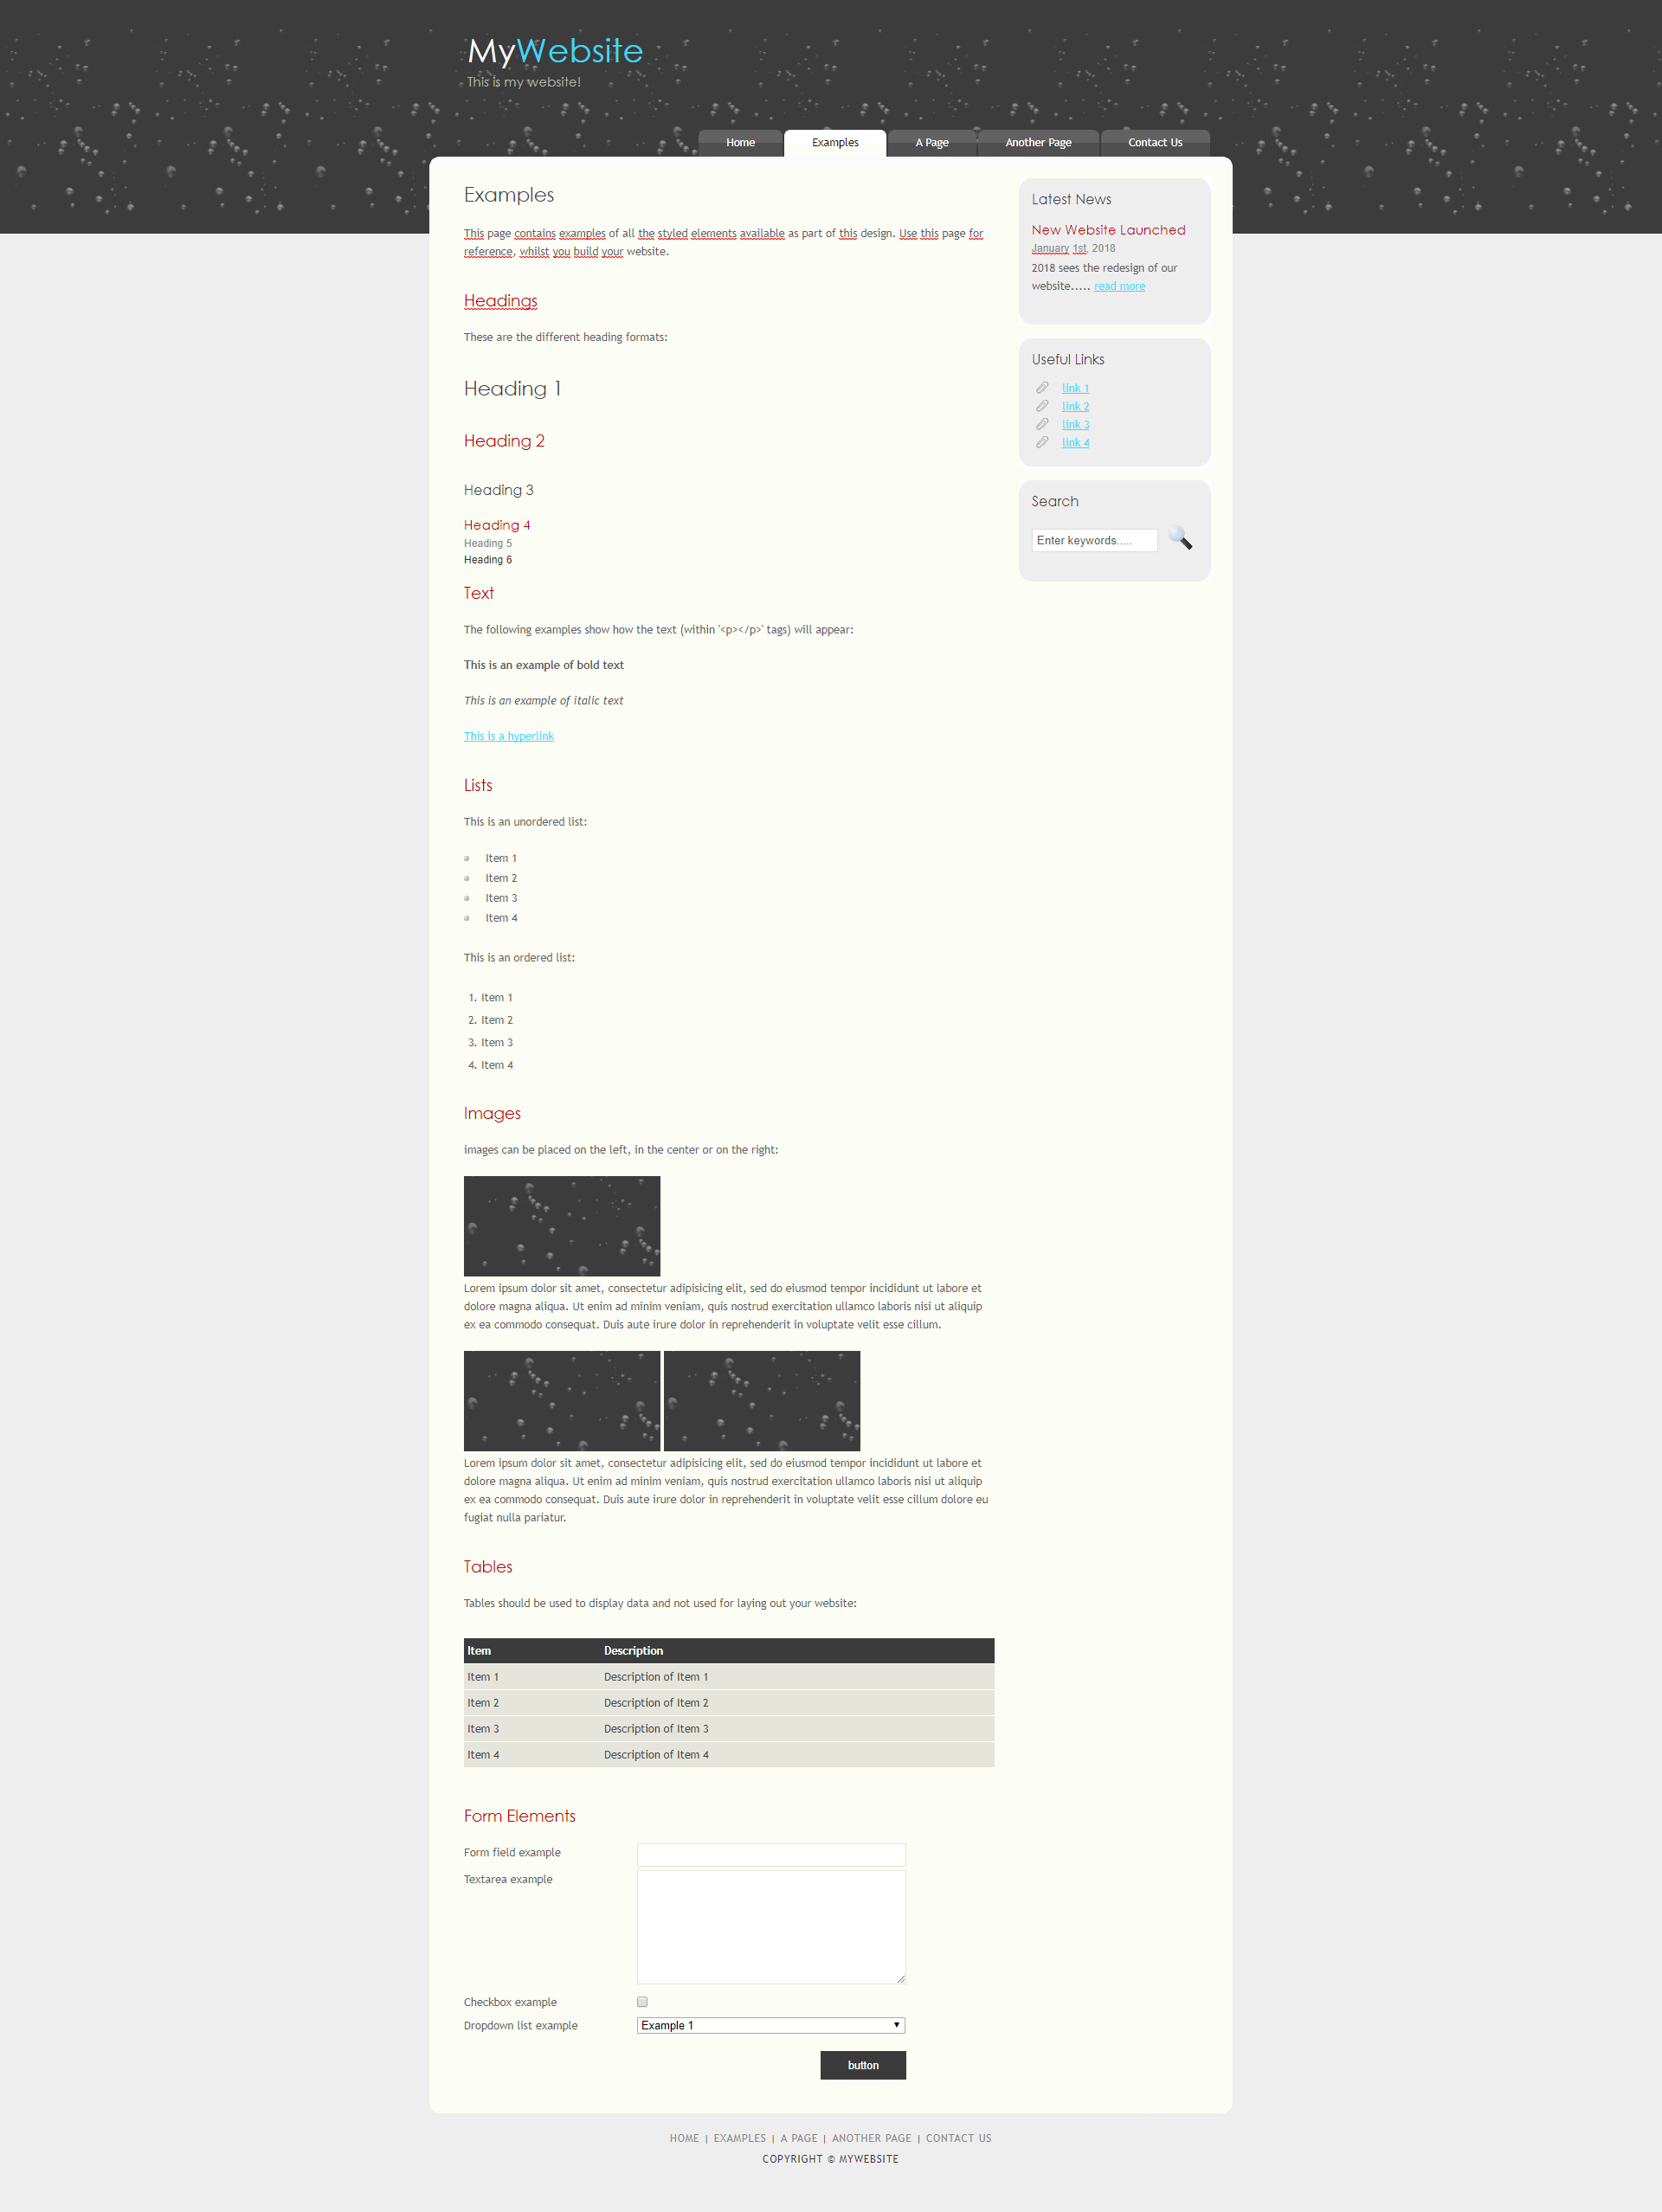 MyWebsite
This is my website!
Home Examples A Page Another Page Contact Us
Examples
This page contains examples of all the styled elements available as part of this design. Use this page for
reference, whilst you build your website.
Headings
These are the different heading formats:
Heading 1
Heading 2
Heading 3
Heading 4
Heading 5
Heading 6
Text
The following examples show how the text (within '<p></p>' tags) will appear:
This is an example of bold text
This is an example of italic text
This is a hyperlink
Lists
This is an unordered list:
Item 1
Item 2
Item 3
Item 4
This is an ordered list:
1. Item 1
2. Item 2
3. Item 3
4. Item 4
Images
images can be placed on the left, in the center or on the right:
Lorem ipsum dolor sit amet, consectetur adipisicing elit, sed do eiusmod tempor incididunt ut labore et
dolore magna aliqua. Ut enim ad minim veniam, quis nostrud exercitation ullamco laboris nisi ut aliquip
ex ea commodo consequat. Duis aute irure dolor in reprehenderit in voluptate velit esse cillum.
Lorem ipsum dolor sit amet, consectetur adipisicing elit, sed do eiusmod tempor incididunt ut labore et
dolore magna aliqua. Ut enim ad minim veniam, quis nostrud exercitation ullamco laboris nisi ut aliquip
ex ea commodo consequat. Duis aute irure dolor in reprehenderit in voluptate velit esse cillum dolore eu
fugiat nulla pariatur.
Tables
Tables should be used to display data and not used for laying out your website:
Item Description
Item 1 Description of Item 1
Item 2 Description of Item 2
Item 3 Description of Item 3
Item 4 Description of Item 4
Form Elements
Form field example
Textarea example
Checkbox example
Dropdown list example Example 1
button
Latest News
New Website Launched
January 1st, 2018
2018 sees the redesign of our
website..... read more
Useful Links
link 1
link 2
link 3
link 4
Search
Enter keywords.....
HOME | EXAMPLES | A PAGE | ANOTHER PAGE | CONTACT US
COPYRIGHT © MYWEBSITE